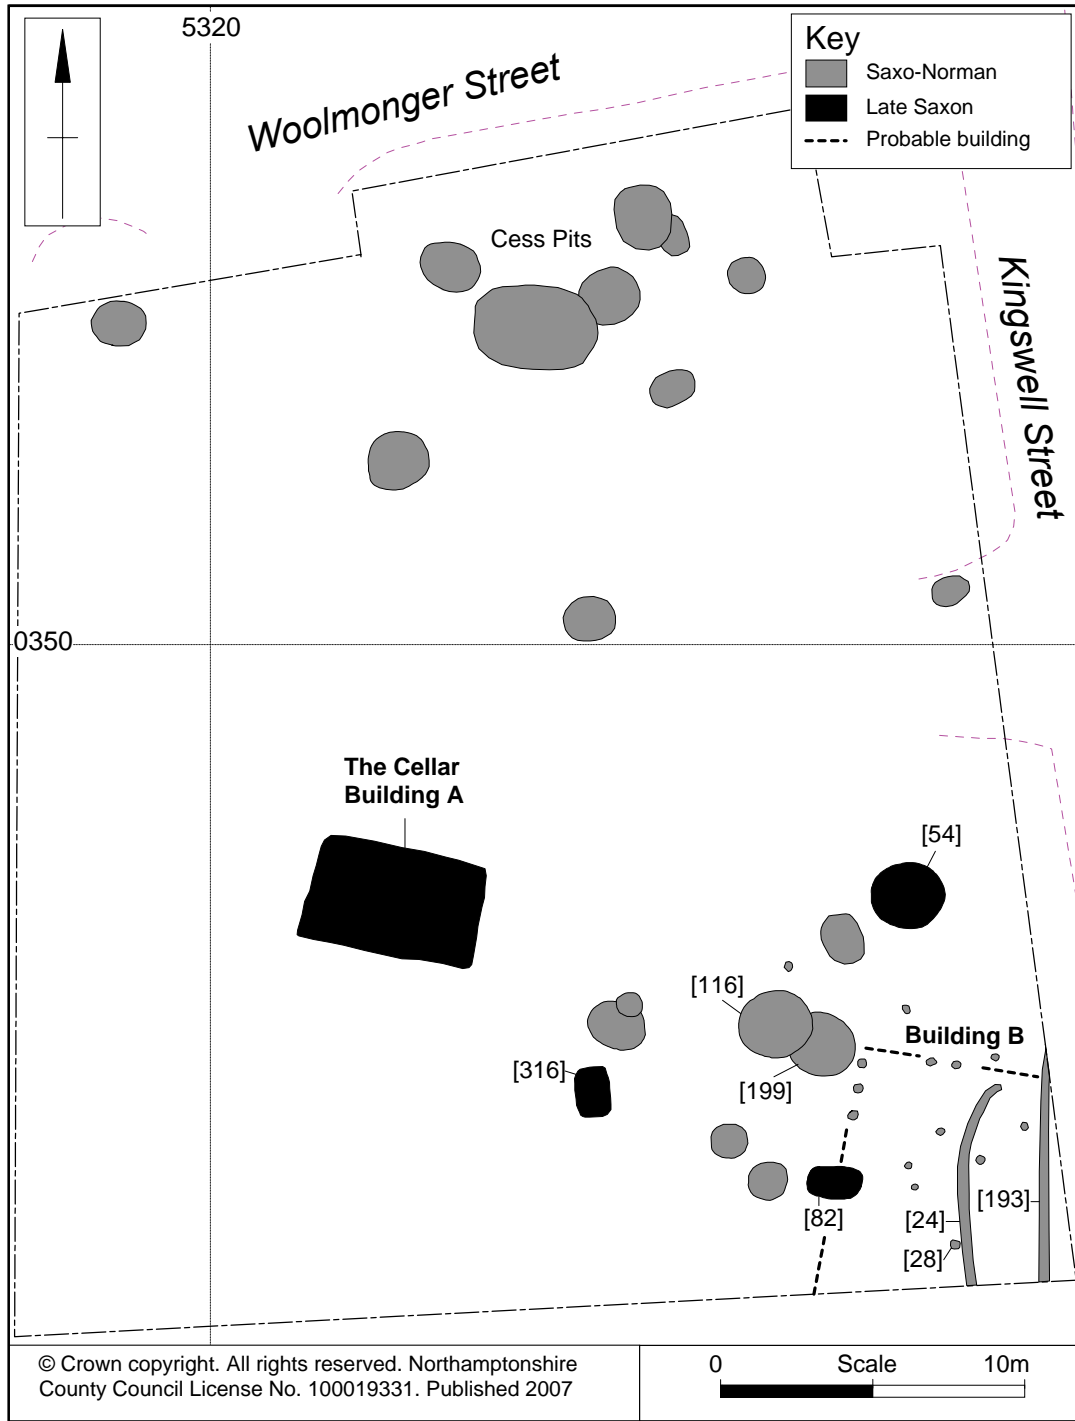 5320
Key
Saxo-Norman
Late Saxon
Probable building
Woolmonger Street
Cess Pits
Kingswell Street
0350
The Cellar
Building A
[54]
[116]
Building B
[316]
[199]
[193]
[82]
[24]
[28]
© Crown copyright. All rights reserved. Northamptonshire
County Council License No. 100019331. Published 2007
0 Scale 10m